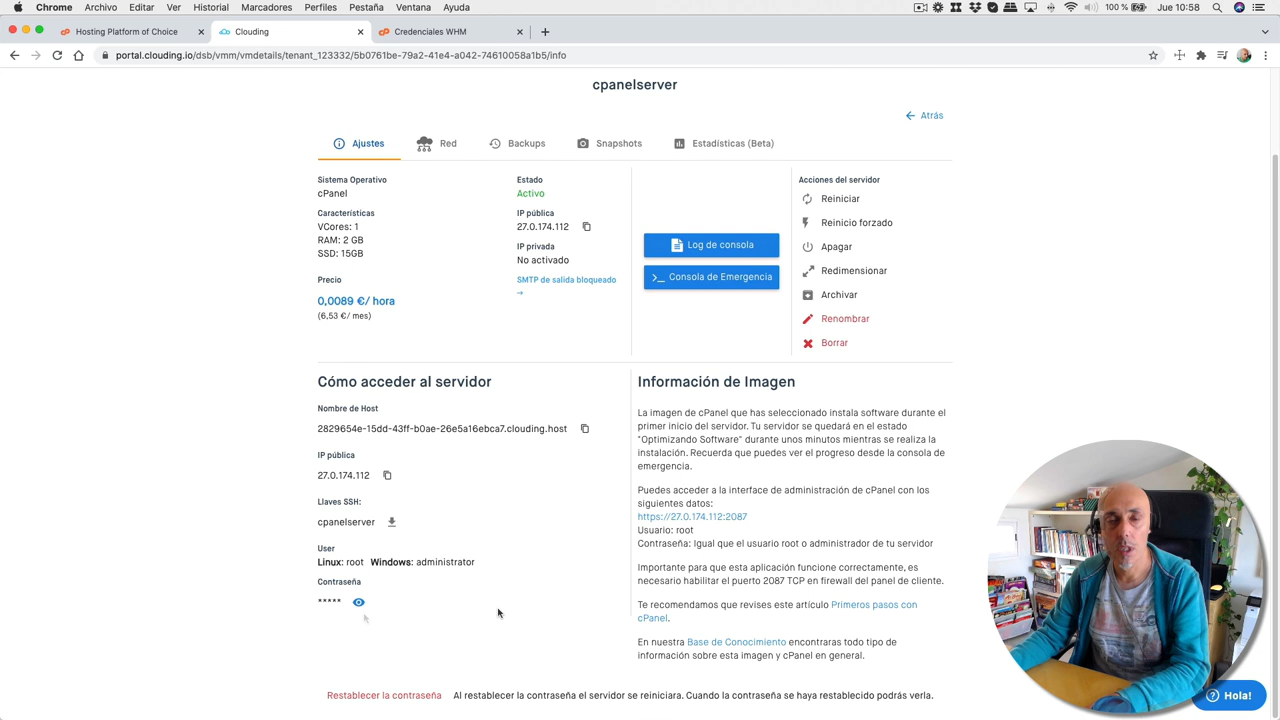 Chrome Archivo Editar Ver Historial Marcadores Perfiles Pestaña Ventana Ayuda
100 % Jue 10:58
Hosting Platform of Choice
Clouding
Credenciales WHM
portal.clouding.io/dsb/vmm/vmdetails/tenant_123332/5b0761be-79a2-41e4-a042-74610058a1b5/info
cpanelserver
Atrás
Ajustes Red Backups Snapshots Estadísticas (Beta)
Sistema Operativo
cPanel
Características
VCores: 1
RAM: 2 GB
SSD: 15GB
Precio
0,0089 €/ hora
(6,53 €/ mes)
Estado
Activo
IP pública
27.0.174.112
IP privada
No activado
SMTP de salida bloqueado
→
Log de consola
Consola de Emergencia
Acciones del servidor
Reiniciar
Reinicio forzado
Apagar
Redimensionar
Archivar
Renombrar
Borrar
Cómo acceder al servidor
Nombre de Host
2829654e-15dd-43ff-b0ae-26e5a16ebca7.clouding.host
IP pública
27.0.174.112
Llaves SSH:
cpanelserver
User
Linux: root Windows: administrator
Contraseña
*****
Información de Imagen
La imagen de cPanel que has seleccionado instala software durante el
primer inicio del servidor. Tu servidor se quedará en el estado
"Optimizando Software" durante unos minutos mientras se realiza la
instalación. Recuerda que puedes ver el progreso desde la consola de
emergencia.
Puedes acceder a la interface de administración de cPanel con los
siguientes datos:
https://27.0.174.112:2087
Usuario: root
Contraseña: Igual que el usuario root o administrador de tu servidor
Importante para que esta aplicación funcione correctamente, es
necesario habilitar el puerto 2087 TCP en firewall del panel de cliente.
Te recomendamos que revises este artículo Primeros pasos con
cPanel.
En nuestra Base de Conocimiento encontraras todo tipo de
información sobre esta imagen y cPanel en general.
Restablecer la contraseña Al restablecer la contraseña el servidor se reiniciara. Cuando la contraseña se haya restablecido podrás verla.
Hola!